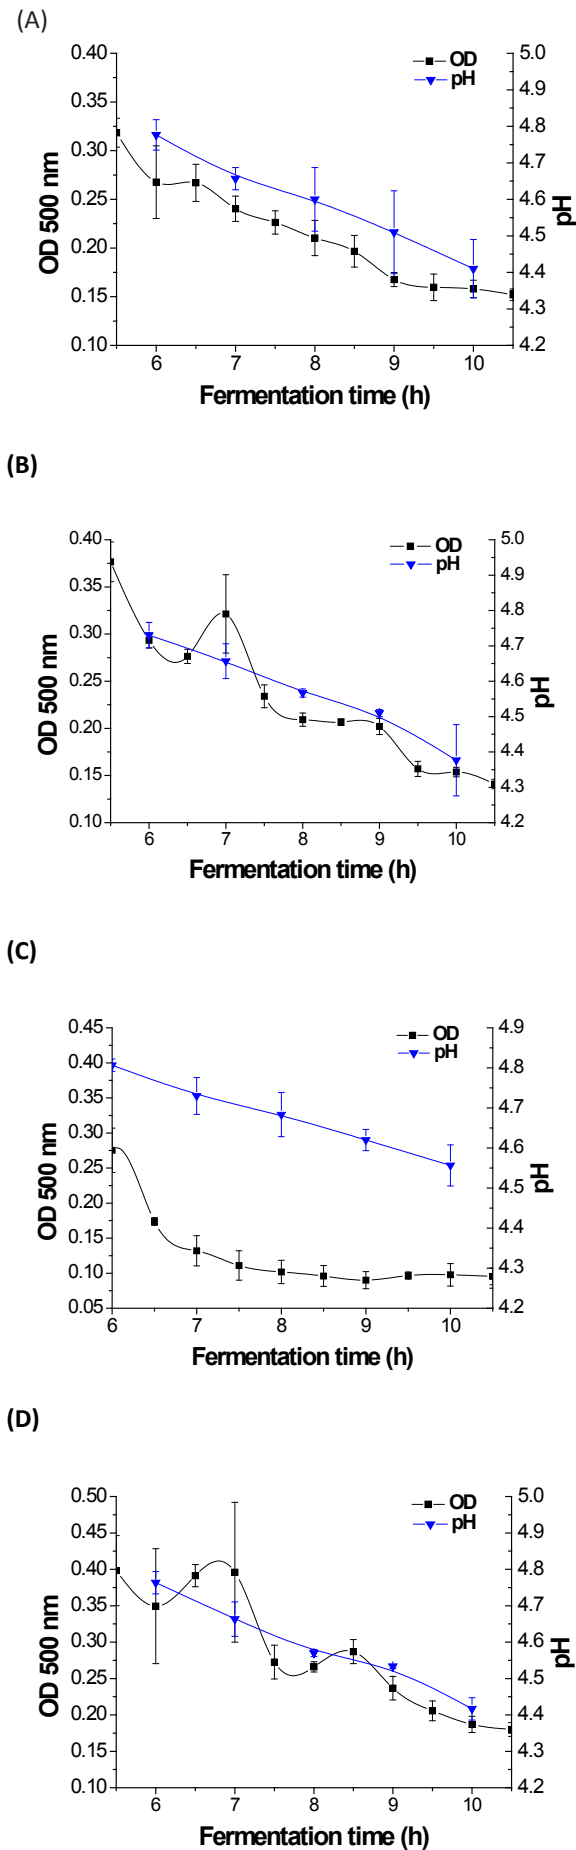 (A)
0.40
0.35
0.30
0.25
0.20
0.15
0.10
OD 500 nm
OD
pH
5.0
4.9
4.8
4.7
4.6
4.5
4.4
4.3
4.2
pH
6 7 8 9 10
Fermentation time (h)
(B)
0.40
0.35
0.30
0.25
0.20
0.15
0.10
OD 500 nm
OD
pH
5.0
4.9
4.8
4.7
4.6
4.5
4.4
4.3
4.2
pH
6 7 8 9 10
Fermentation time (h)
(C)
0.45
0.40
0.35
0.30
0.25
0.20
0.15
0.10
0.05
OD 500 nm
OD
pH
4.9
4.8
4.7
4.6
4.5
4.4
4.3
4.2
pH
6 7 8 9 10
Fermentation time (h)
(D)
0.50
0.45
0.40
0.35
0.30
0.25
0.20
0.15
0.10
OD 500 nm
OD
pH
5.0
4.9
4.8
4.7
4.6
4.5
4.4
4.3
4.2
pH
6 7 8 9 10
Fermentation time (h)